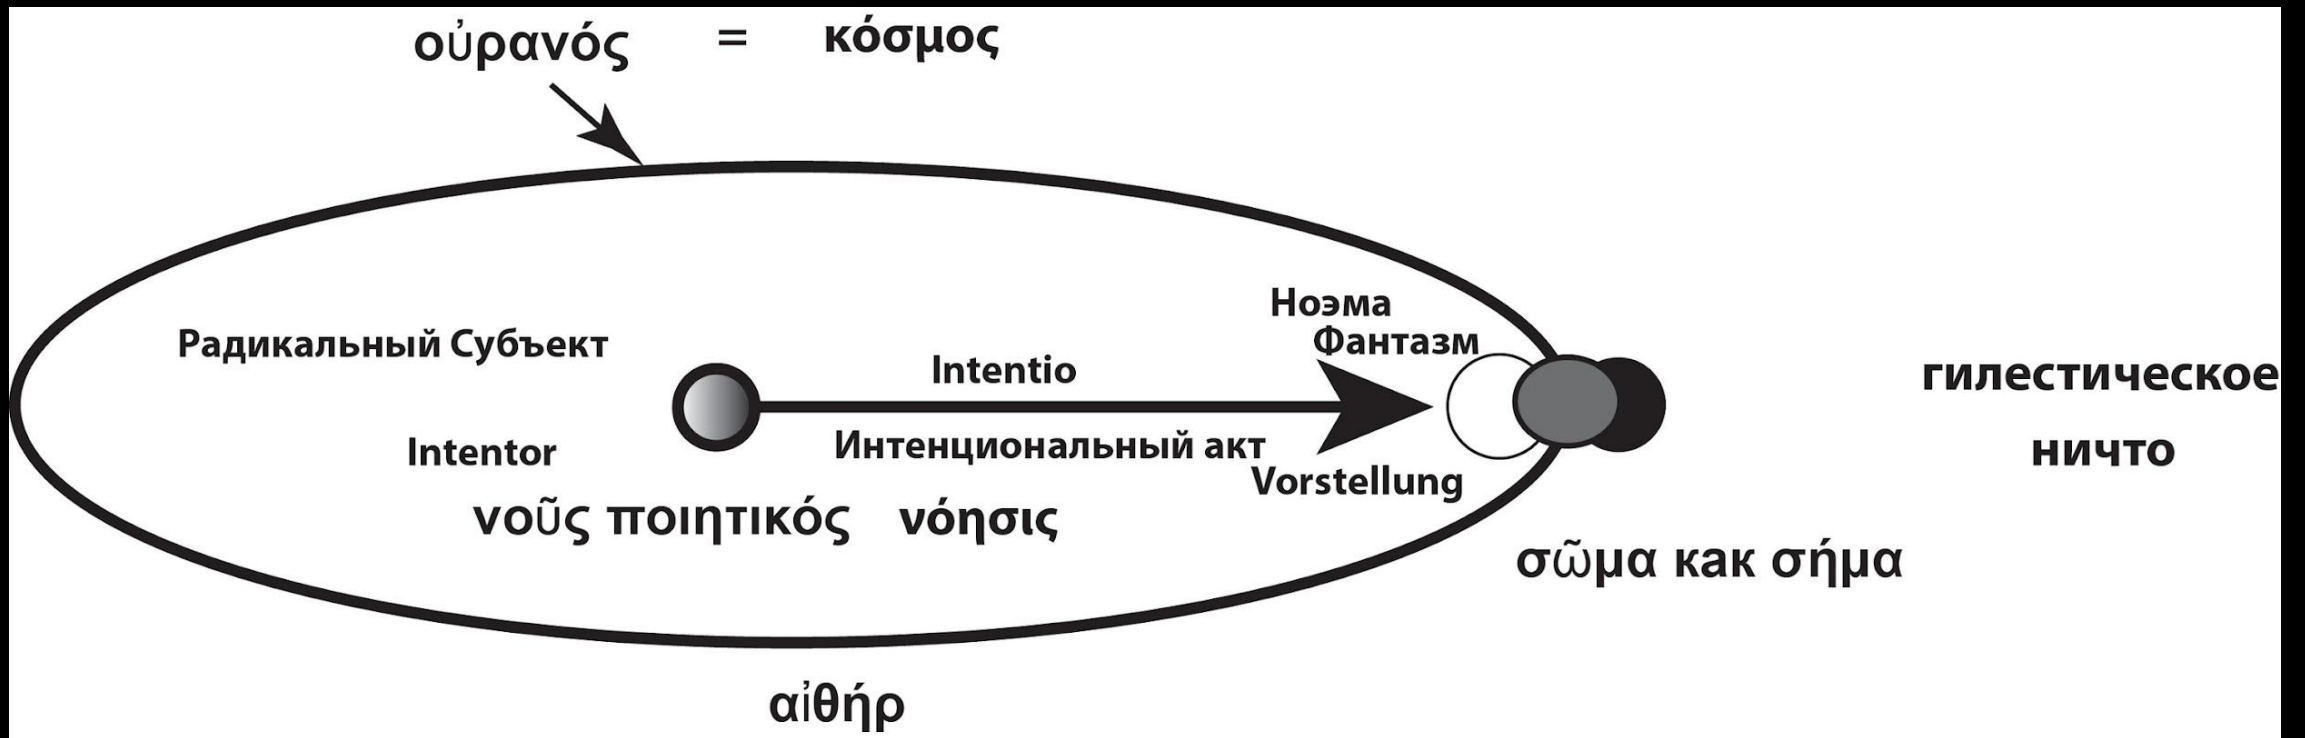 οὐρανός = κόσμος
Ноэма
Фантазм
Радикальный Субъект
Intentio
гилестическое
ничто
Intentor
Интенциональный акт
Vorstellung
νοῦς ποιητικός νόησις
σῶμα как σήμα
αἰθήρ